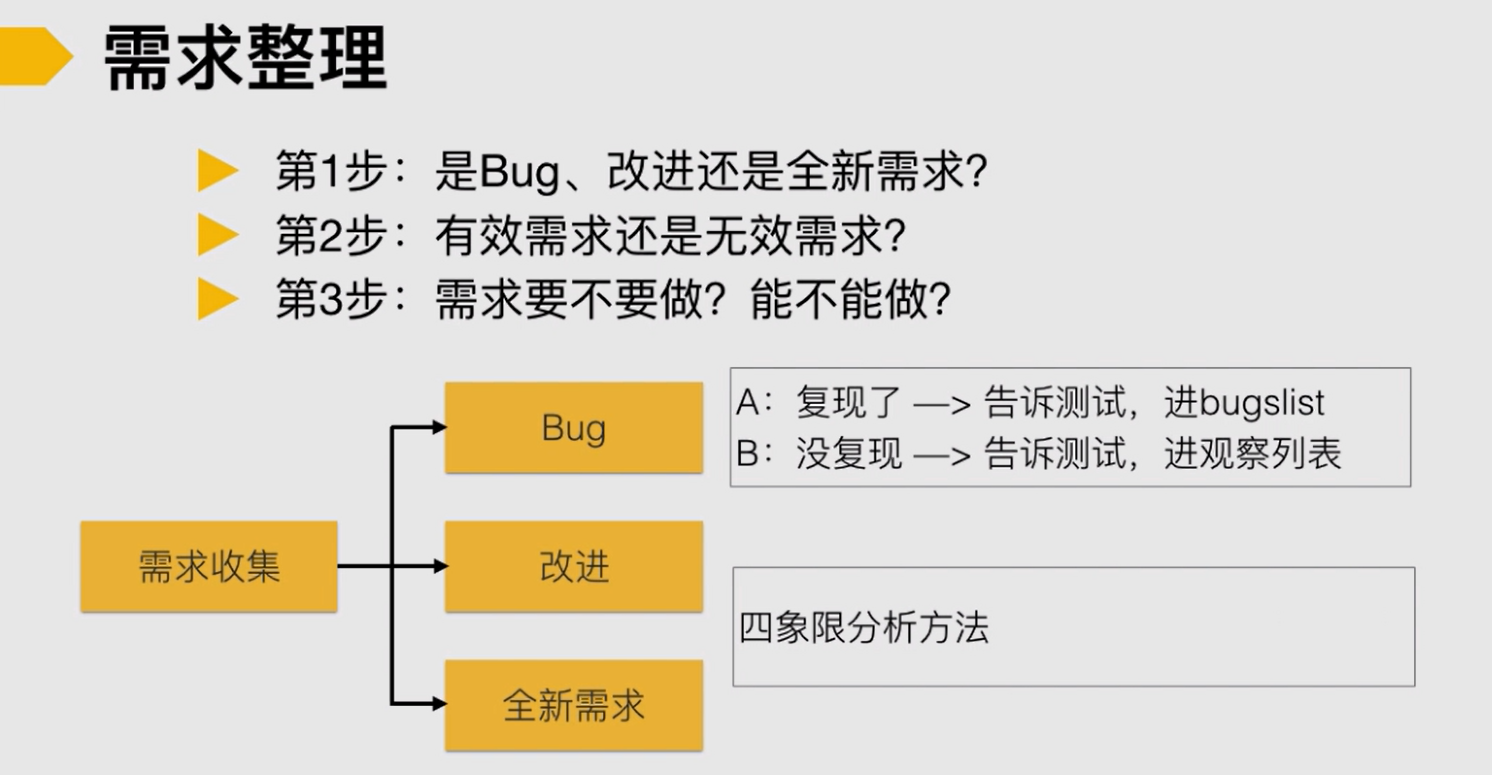 需求整理
第1步：是Bug、改进还是全新需求？
第2步：有效需求还是无效需求？
第3步：需求要不要做？能不能做？
Bug
A：复现了 —> 告诉测试，进bugslist
B：没复现 —> 告诉测试，进观察列表
需求收集
改进
四象限分析方法
全新需求